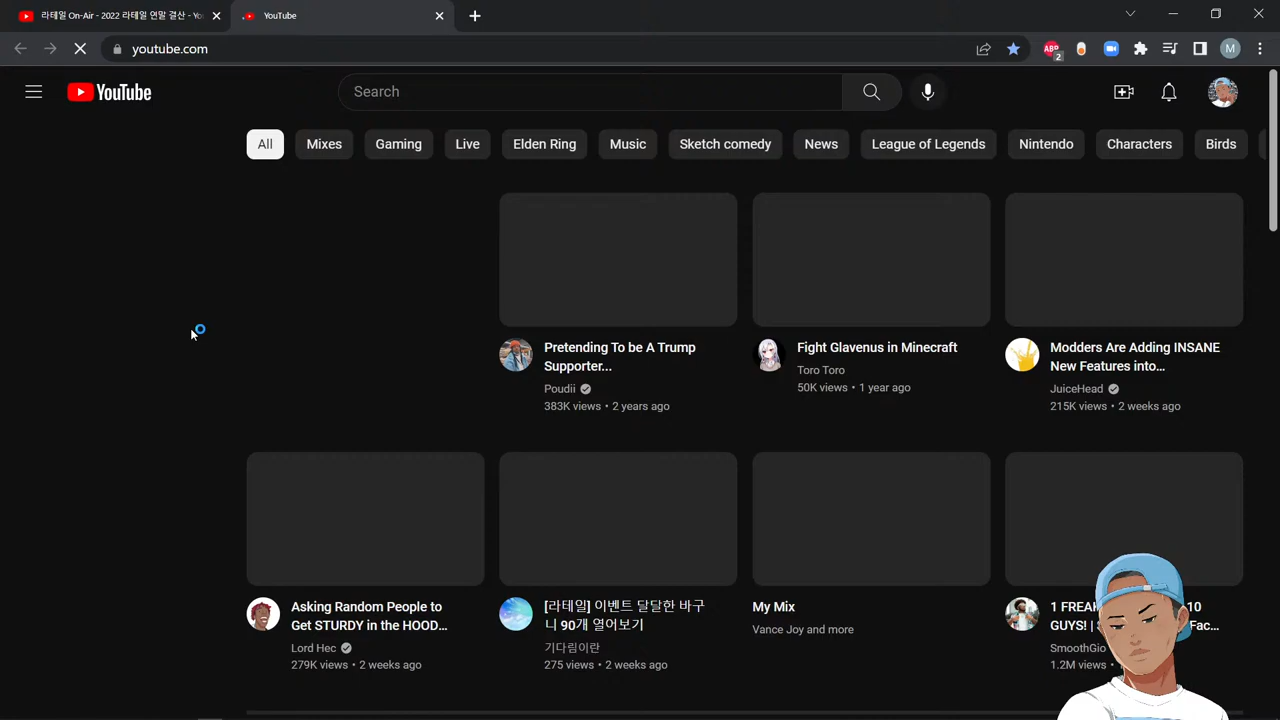 라테일 On-Air - 2022 라테일 연말 결산 - Yo
YouTube
youtube.com
ABP
2
M
YouTube
Search
All
Mixes
Gaming
Live
Elden Ring
Music
Sketch comedy
News
League of Legends
Nintendo
Characters
Birds
Pretending To be A Trump
Supporter...
Poudii
383K views • 2 years ago
Fight Glavenus in Minecraft
Toro Toro
50K views • 1 year ago
Modders Are Adding INSANE
New Features into...
JuiceHead
215K views • 2 weeks ago
Asking Random People to
Get STURDY in the HOOD...
Lord Hec
279K views • 2 weeks ago
[라테일] 이벤트 달달한 바구
니 90개 열어보기
기다림이란
275 views • 2 weeks ago
My Mix
Vance Joy and more
1 FREAK 10
GUYS! | S Fac...
SmoothGio
1.2M views •